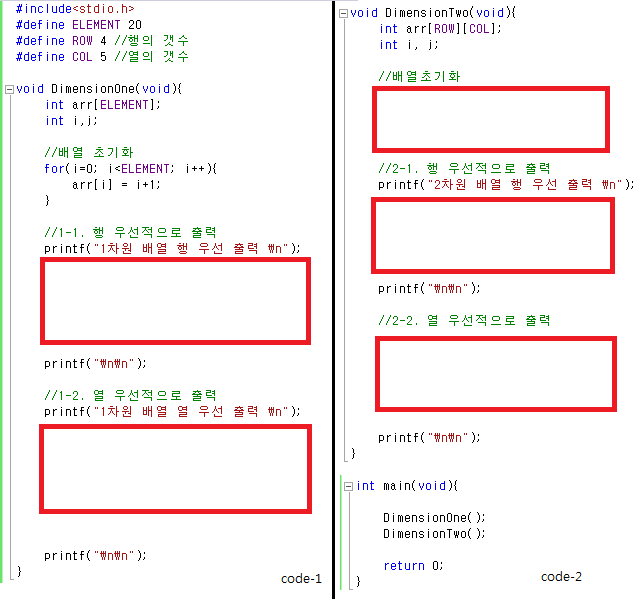 #include<stdio.h>
#define ELEMENT 20
#define ROW 4 //행의 갯수
#define COL 5 //열의 갯수
void DimensionOne(void){
int arr[ELEMENT];
int i,j;
//배열 초기화
for(i=0; i<ELEMENT; i++){
arr[i] = i+1;
}
//1-1. 행 우선적으로 출력
printf("1차원 배열 행 우선 출력 ₩n");
printf("₩n₩n");
//1-2. 열 우선적으로 출력
printf("1차원 배열 열 우선 출력 ₩n");
printf("₩n₩n");
}
code-1
void DimensionTwo(void){
int arr[ROW][COL];
int i, j;
//배열초기화
//2-1. 행 우선적으로 출력
printf("2차원 배열 행 우선 출력 ₩n");
printf("₩n₩n");
//2-2. 열 우선적으로 출력
printf("₩n₩n");
}
int main(void){
DimensionOne();
DimensionTwo();
return 0;
}
code-2